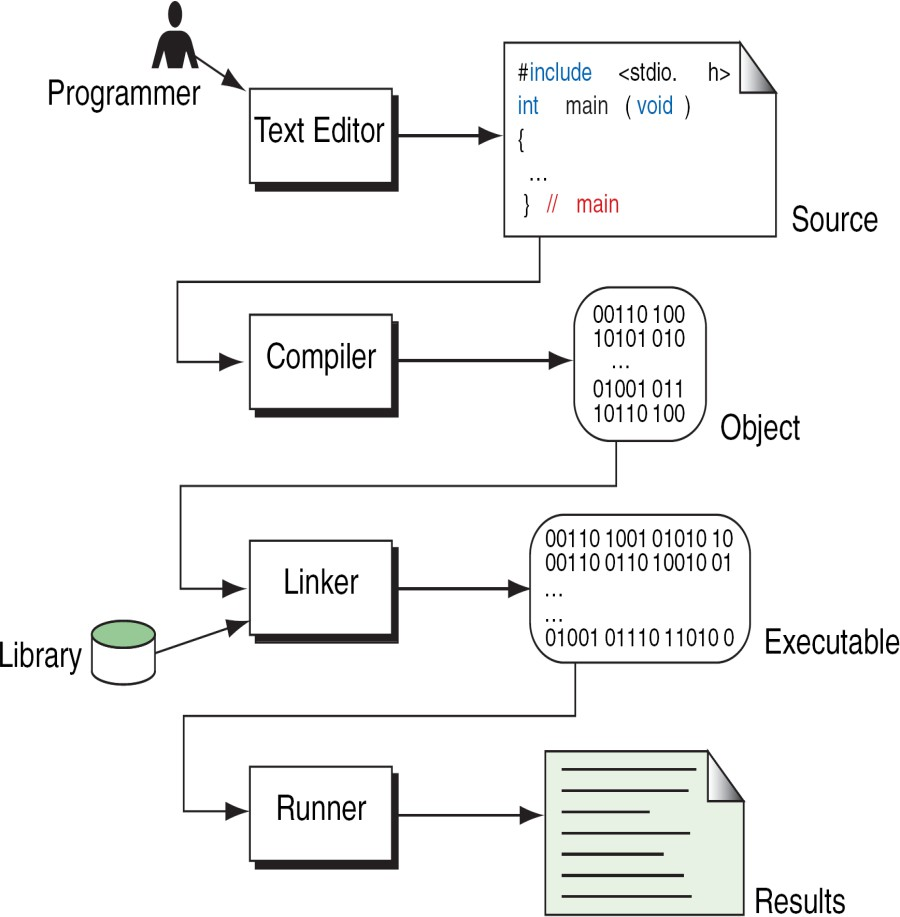 Programmer
Text Editor
#include <stdio. h>
int main ( void )
{
...
} // main
Source
Compiler
00110 100
10101 010
...
01001 011
10110 100
Object
Linker
Library
00110 1001 01010 10
00110 0110 10010 01
...
...
01001 01110 11010 0
Executable
Runner
Results